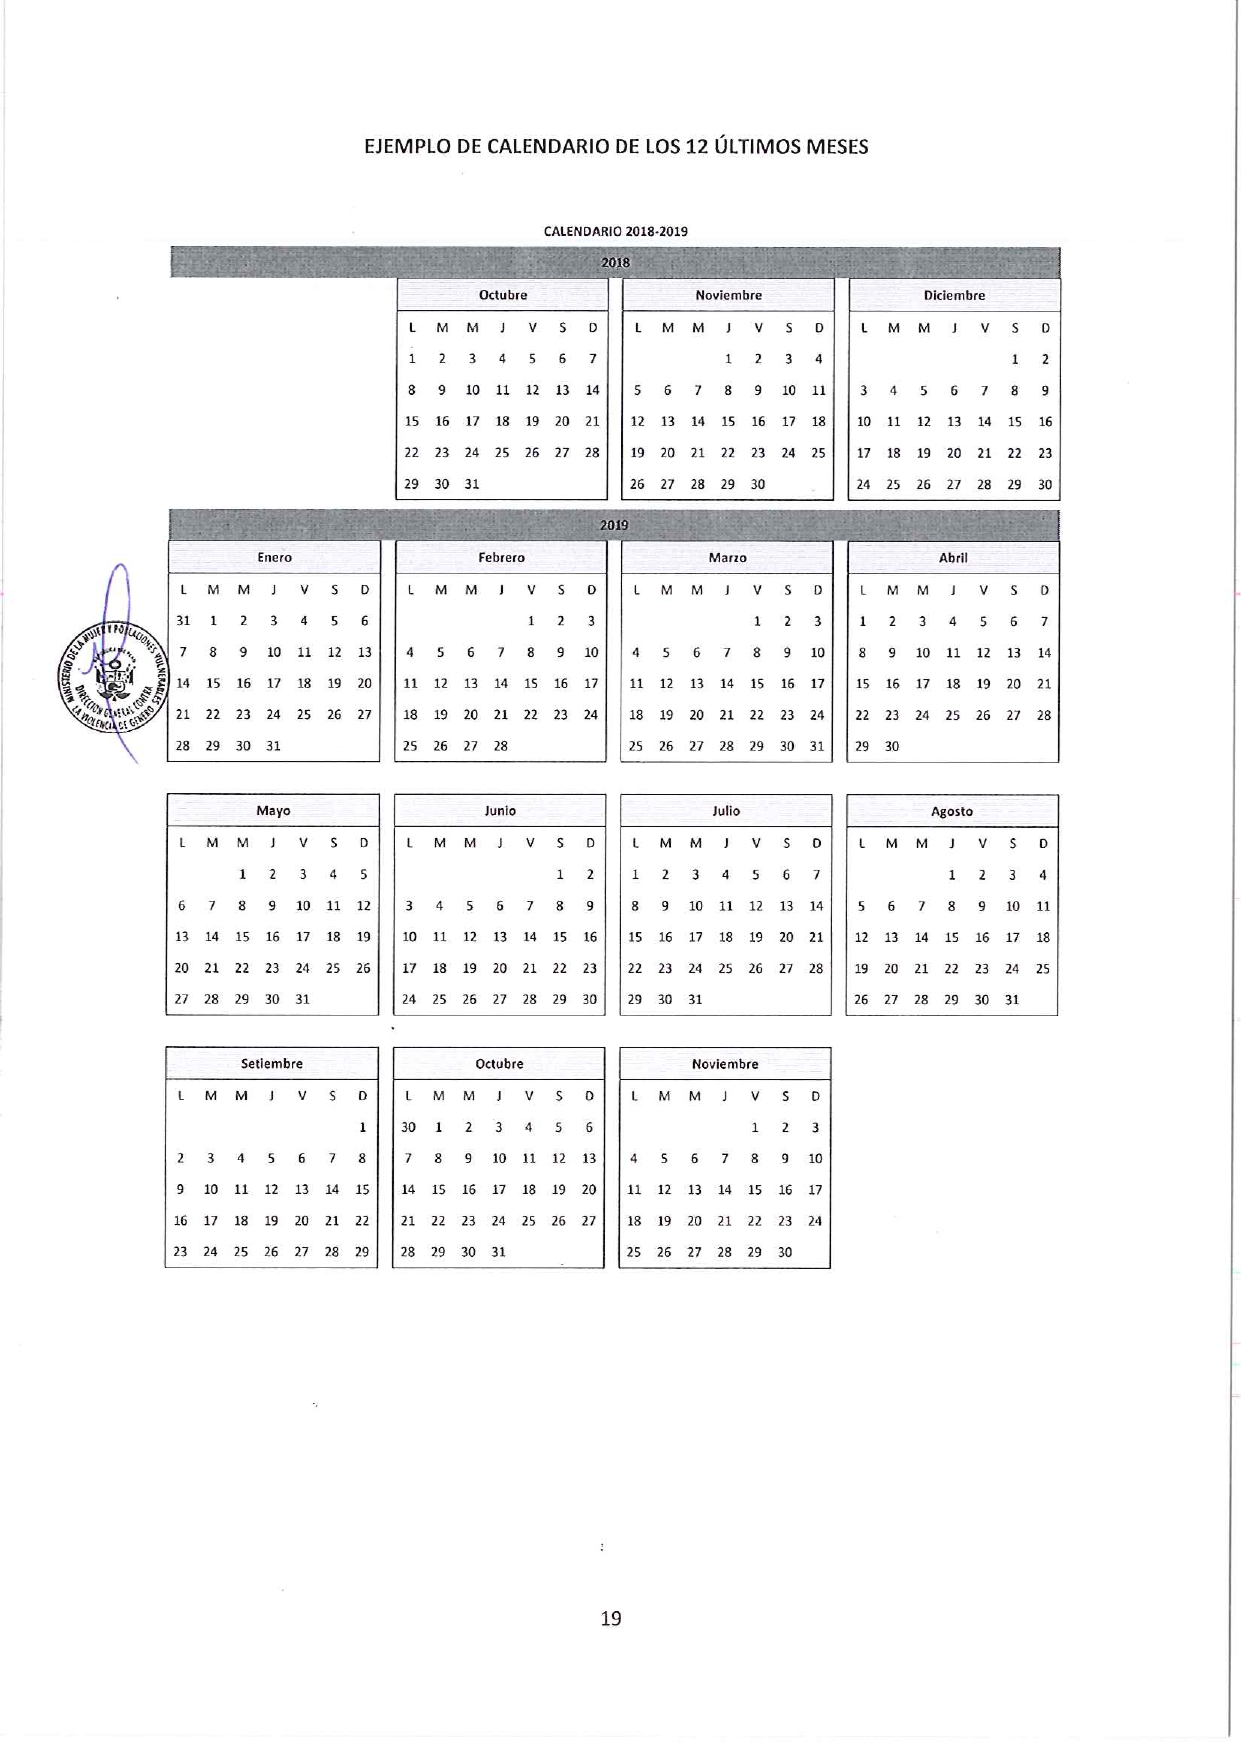 EJEMPLO DE CALENDARIO DE LOS 12 ÚLTIMOS MESES
CALENDARIO 2018-2019
2018
Octubre Noviembre Diciembre
L M M J V S D L M M J V S D L M M J V S D
1 2 3 4 5 6 7 1 2 3 4 1 2
8 9 10 11 12 13 14 5 6 7 8 9 10 11 3 4 5 6 7 8 9
15 16 17 18 19 20 21 12 13 14 15 16 17 18 10 11 12 13 14 15 16
22 23 24 25 26 27 28 19 20 21 22 23 24 25 17 18 19 20 21 22 23
29 30 31 26 27 28 29 30 24 25 26 27 28 29 30
2019
Enero Febrero Marzo Abril
L M M J V S D L M M J V S D L M M J V S D L M M J V S D
31 1 2 3 4 5 6 1 2 3 1 2 3 1 2 3 4 5 6 7
7 8 9 10 11 12 13 4 5 6 7 8 9 10 4 5 6 7 8 9 10 8 9 10 11 12 13 14
14 15 16 17 18 19 20 11 12 13 14 15 16 17 11 12 13 14 15 16 17 15 16 17 18 19 20 21
21 22 23 24 25 26 27 18 19 20 21 22 23 24 18 19 20 21 22 23 24 22 23 24 25 26 27 28
28 29 30 31 25 26 27 28 25 26 27 28 29 30 31 29 30
MINISTERIO DE LA MUJER Y POBLACIONES VULNERABLES
DIRECCIÓN GENERAL CONTRA
LA VIOLENCIA DE GÉNERO
Mayo Junio Julio Agosto
L M M J V S D L M M J V S D L M M J V S D L M M J V S D
1 2 3 4 5 1 2 1 2 3 4 5 6 7 1 2 3 4
6 7 8 9 10 11 12 3 4 5 6 7 8 9 8 9 10 11 12 13 14 5 6 7 8 9 10 11
13 14 15 16 17 18 19 10 11 12 13 14 15 16 15 16 17 18 19 20 21 12 13 14 15 16 17 18
20 21 22 23 24 25 26 17 18 19 20 21 22 23 22 23 24 25 26 27 28 19 20 21 22 23 24 25
27 28 29 30 31 24 25 26 27 28 29 30 29 30 31 26 27 28 29 30 31
Setiembre Octubre Noviembre
L M M J V S D L M M J V S D L M M J V S D
1 30 1 2 3 4 5 6 1 2 3
2 3 4 5 6 7 8 7 8 9 10 11 12 13 4 5 6 7 8 9 10
9 10 11 12 13 14 15 14 15 16 17 18 19 20 11 12 13 14 15 16 17
16 17 18 19 20 21 22 21 22 23 24 25 26 27 18 19 20 21 22 23 24
23 24 25 26 27 28 29 28 29 30 31 25 26 27 28 29 30
19